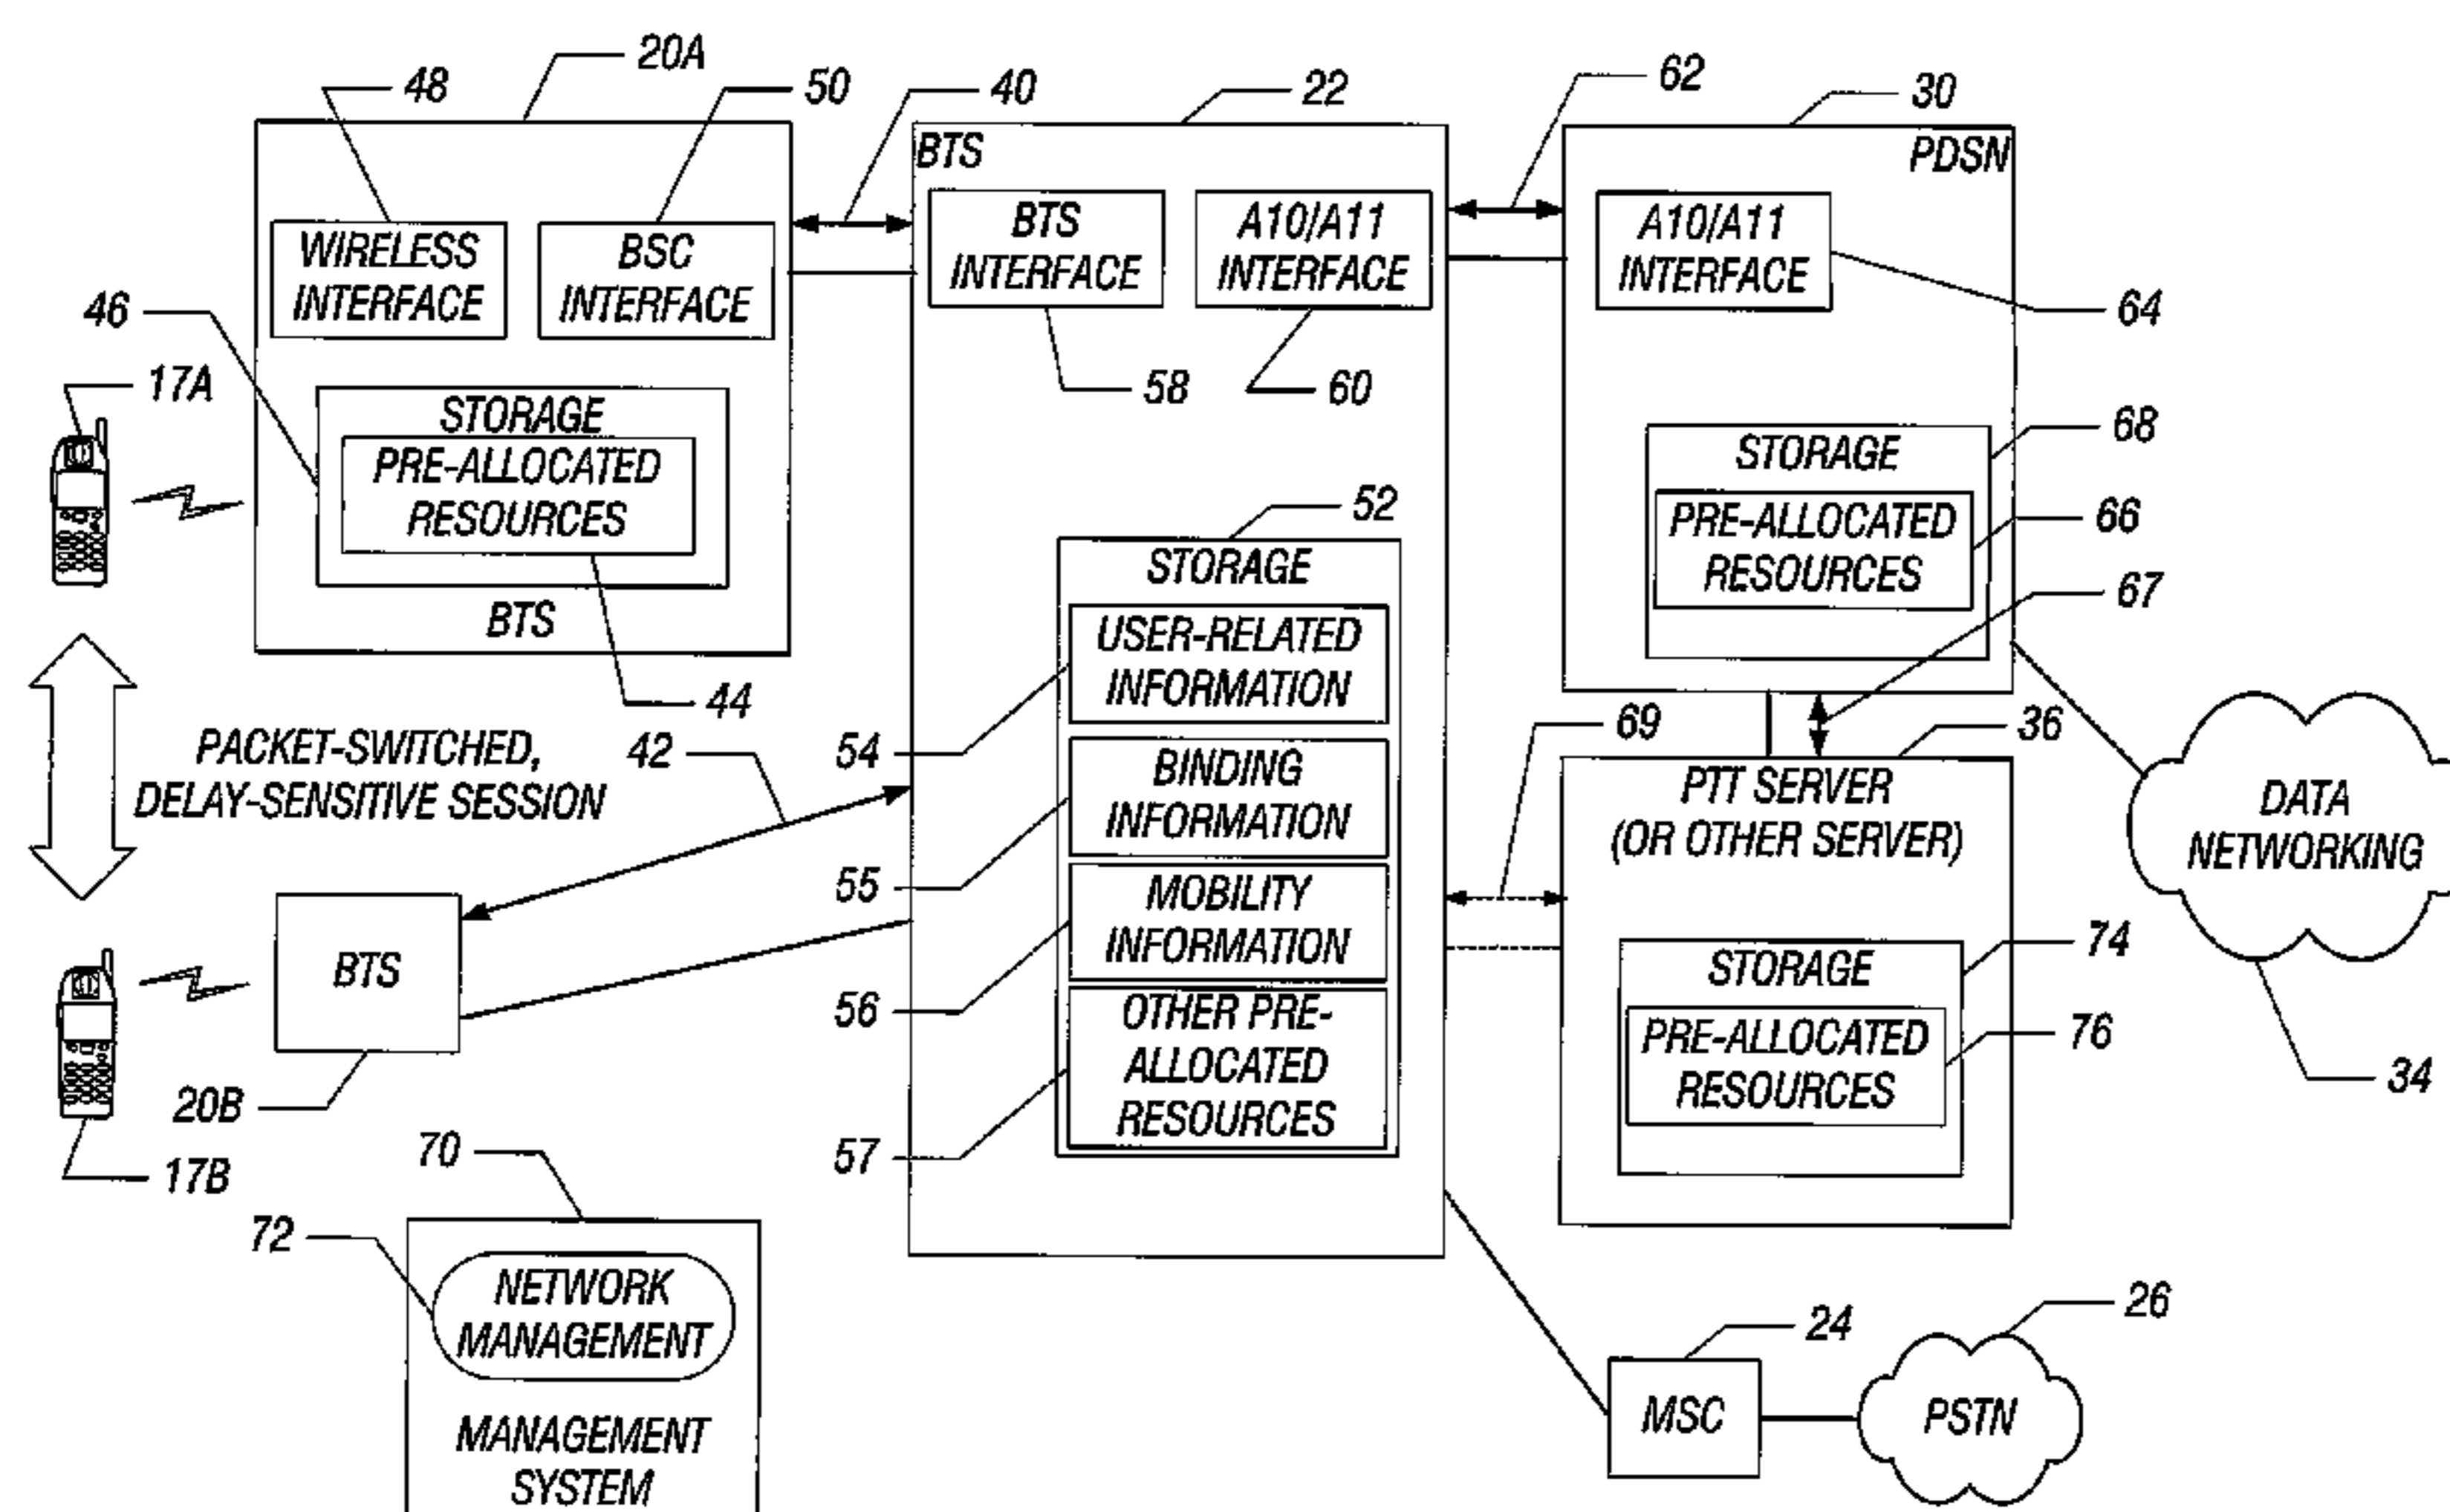 20A
48
50
40
22
62
30
BTS
PDSN
WIRELESS
INTERFACE
BSC
INTERFACE
BTS
INTERFACE
A10/A11
INTERFACE
A10/A11
INTERFACE
46
64
17A
58
60
STORAGE
PRE-ALLOCATED
RESOURCES
BTS
44
52
STORAGE
USER-RELATED
INFORMATION
BINDING
INFORMATION
MOBILITY
INFORMATION
OTHER PRE-
ALLOCATED
RESOURCES
54
55
56
57
68
STORAGE
PRE-ALLOCATED
RESOURCES
66
67
PACKET-SWITCHED,
DELAY-SENSITIVE SESSION
42
69
36
PTT SERVER
(OR OTHER SERVER)
STORAGE
PRE-ALLOCATED
RESOURCES
74
76
DATA
NETWORKING
34
BTS
20B
17B
70
72
NETWORK
MANAGEMENT
MANAGEMENT
SYSTEM
24
26
MSC
PSTN